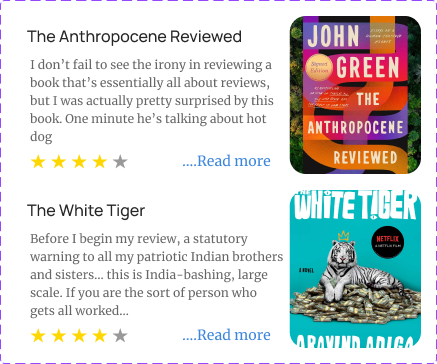 The Anthropocene Reviewed
I don't fail to see the irony in reviewing a
book that's essentially all about reviews,
but I was actually pretty surprised by this
book. One minute he's talking about hot
dog
....Read more
JOHN
GREEN
Signed
Edition
THE
ANTHROPOCENE
REVIEWED
The White Tiger
Before I begin my review, a statutory
warning to all my patriotic Indian brothers
and sisters... this is India-bashing, large
scale. If you are the sort of person who
gets all worked...
....Read more
WHITE TIGER
NETFLIX
A NETFLIX FILM
A NOVEL
ARAVIND ADIGA